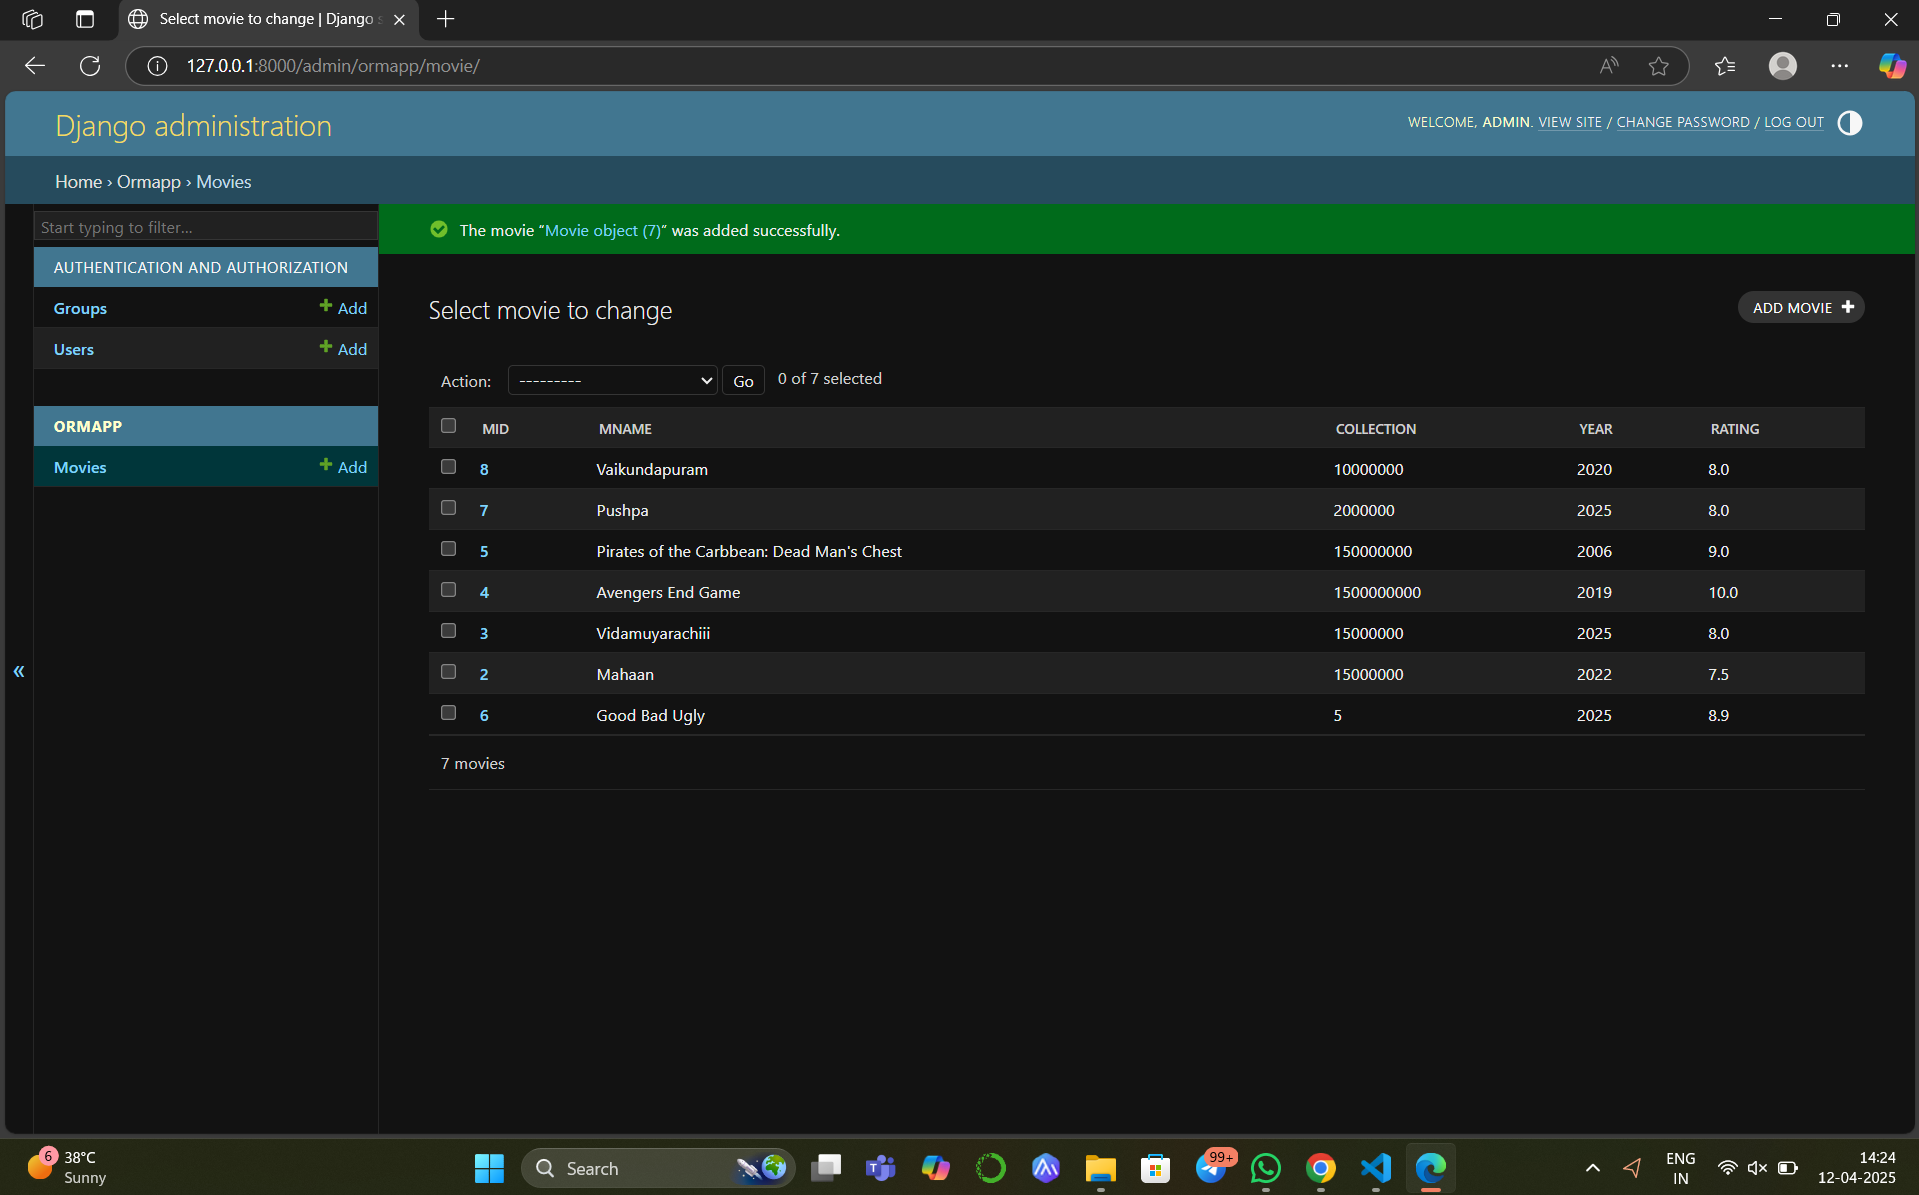 Select movie to change | Django s
127.0.0.1:8000/admin/ormapp/movie/
Django administration
WELCOME, ADMIN. VIEW SITE / CHANGE PASSWORD / LOG OUT
Home › Ormapp › Movies
Start typing to filter...
The movie “Movie object (7)” was added successfully.
AUTHENTICATION AND AUTHORIZATION
Groups + Add
Users + Add
ORMAPP
Movies + Add
«
Select movie to change
ADD MOVIE +
Action: --------- Go 0 of 7 selected
MID MNAME COLLECTION YEAR RATING
8 Vaikundapuram 10000000 2020 8.0
7 Pushpa 2000000 2025 8.0
5 Pirates of the Carbbean: Dead Man's Chest 150000000 2006 9.0
4 Avengers End Game 1500000000 2019 10.0
3 Vidamuyarachiii 15000000 2025 8.0
2 Mahaan 15000000 2022 7.5
6 Good Bad Ugly 5 2025 8.9
7 movies
6
38°C
Sunny
Search
99+
ENG
IN
14:24
12-04-2025